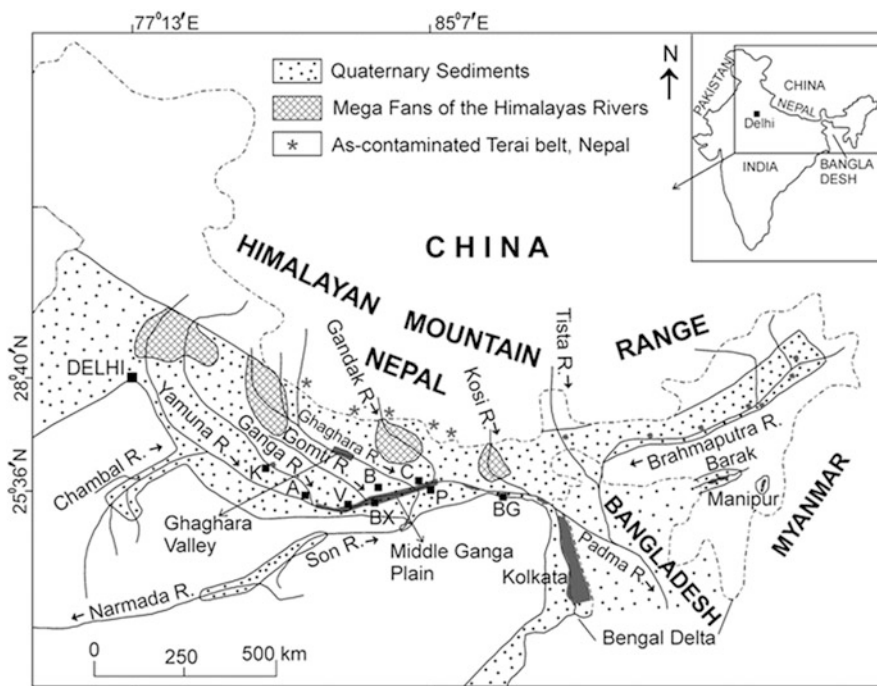 77°13′E
85°7′E
N
Quaternary Sediments
Mega Fans of the Himalayas Rivers
* As-contaminated Terai belt, Nepal
PAKISTAN
CHINA
NEPAL
Delhi
INDIA
BANGLA
DESH
CHINA
HIMALAYAN MOUNTAIN RANGE
NEPAL
28°40′N
25°36′N
DELHI
Yamuna R.
Ganga R.
Gomti R.
Ghaghara R.
Gandak R.
Kosi R.
Tista R.
Brahmaputra R.
Barak
Manipur
MYANMAR
Chambal R.
K
A
V
B
BX
C
P
BG
Ghaghara
Valley
Son R.
Middle Ganga
Plain
Kolkata
Padma R.
BANGLADESH
Narmada R.
Bengal Delta
0
250
500 km